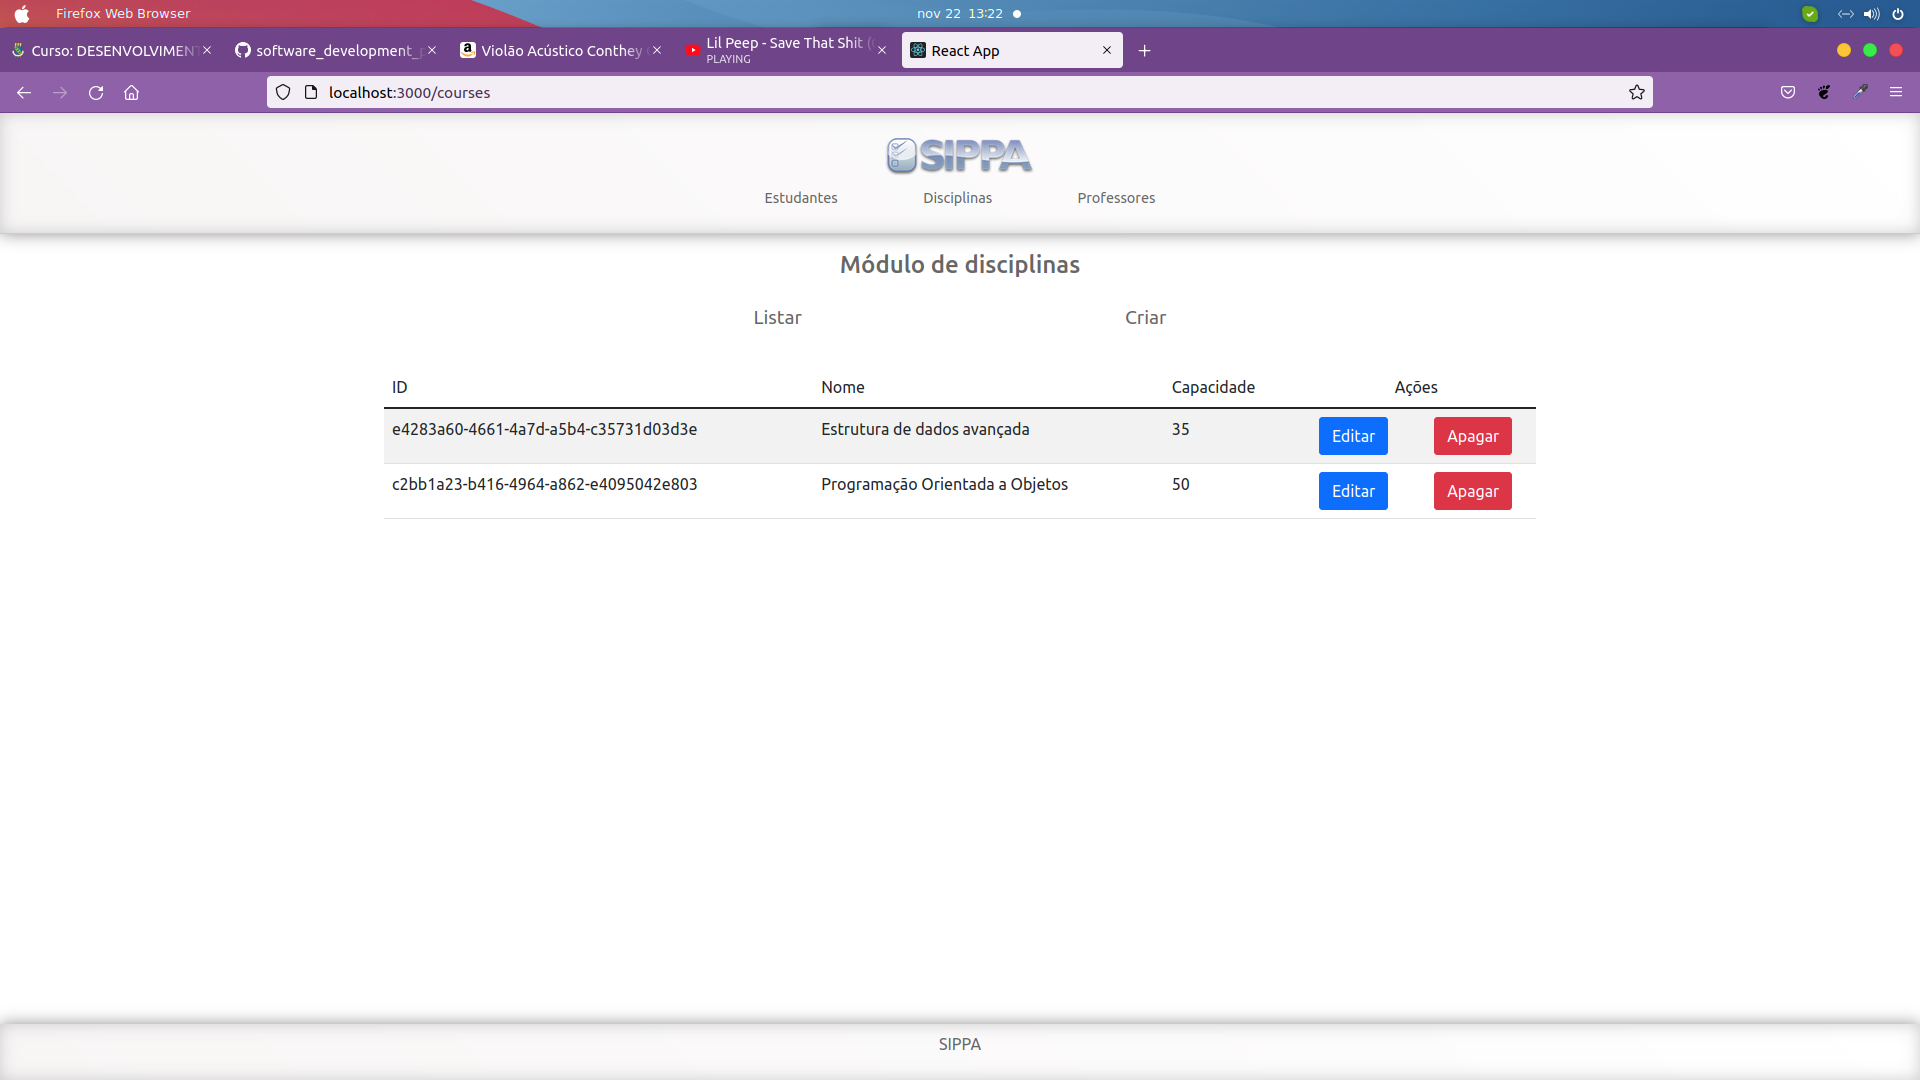 Firefox Web Browser
nov 22 13:22
Curso: DESENVOLVIMEN
software_development_
Violão Acústico Conthey
Lil Peep - Save That Shit (
PLAYING
React App
localhost:3000/courses
SIPPA
Estudantes Disciplinas Professores
Módulo de disciplinas
Listar Criar
ID Nome Capacidade Ações
e4283a60-4661-4a7d-a5b4-c35731d03d3e Estrutura de dados avançada 35 Editar Apagar
c2bb1a23-b416-4964-a862-e4095042e803 Programação Orientada a Objetos 50 Editar Apagar
SIPPA